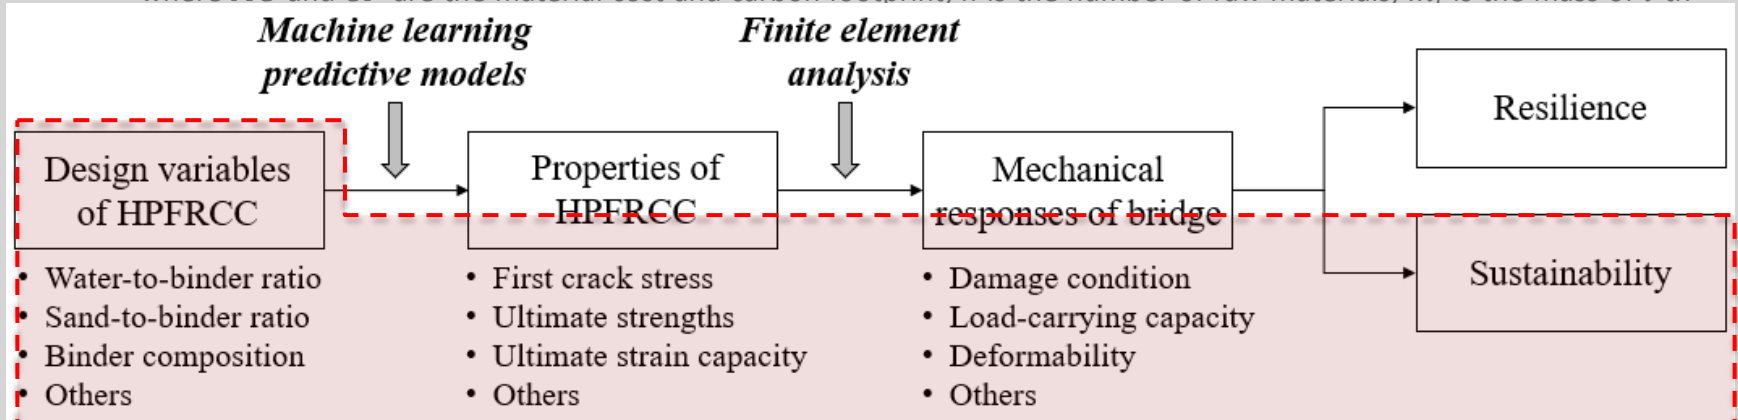 Machine learning
predictive models
Finite element
analysis
Design variables
of HPFRCC
Properties of
HPFRCC
Mechanical
responses of bridge
Resilience
Sustainability
• Water-to-binder ratio
• Sand-to-binder ratio
• Binder composition
• Others
• First crack stress
• Ultimate strengths
• Ultimate strain capacity
• Others
• Damage condition
• Load-carrying capacity
• Deformability
• Others